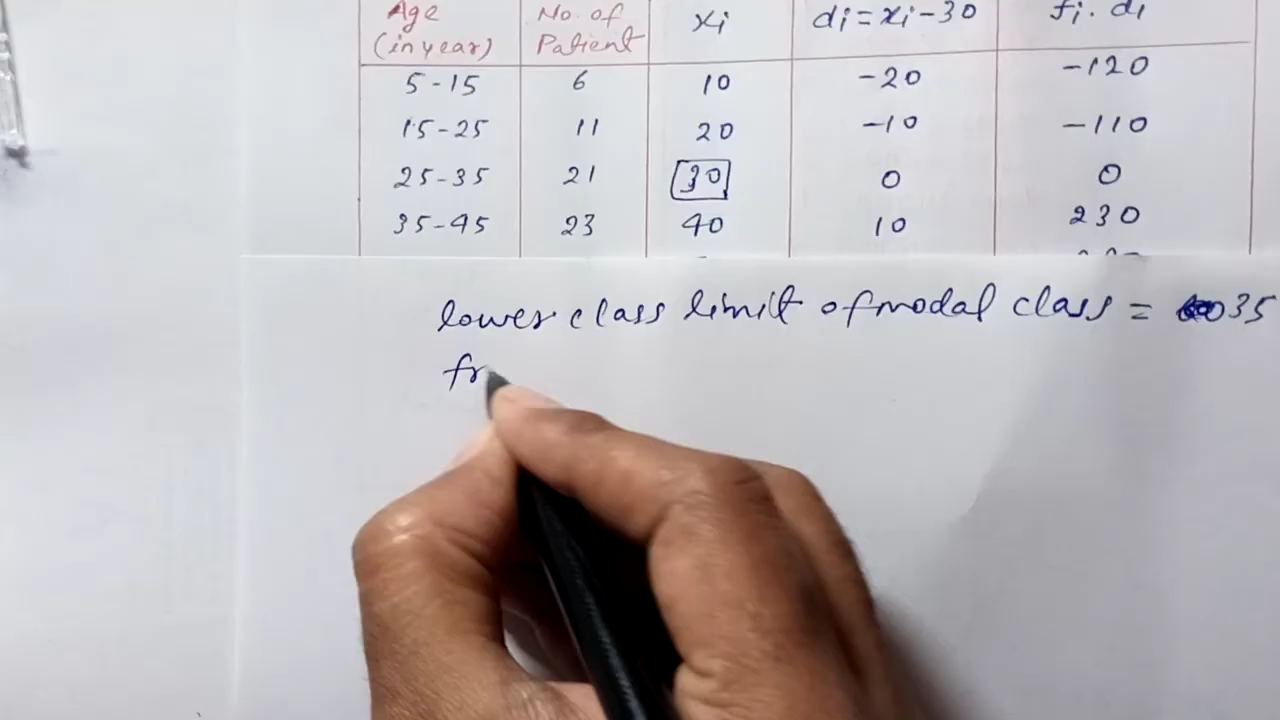 Age (in year) No. of Patient xi di = xi - 30 fi. di
5-15 6 10 -20 -120
15-25 11 20 -10 -110
25-35 21 30 0 0
35-45 23 40 10 230
lower class limit of modal class = 35
fr